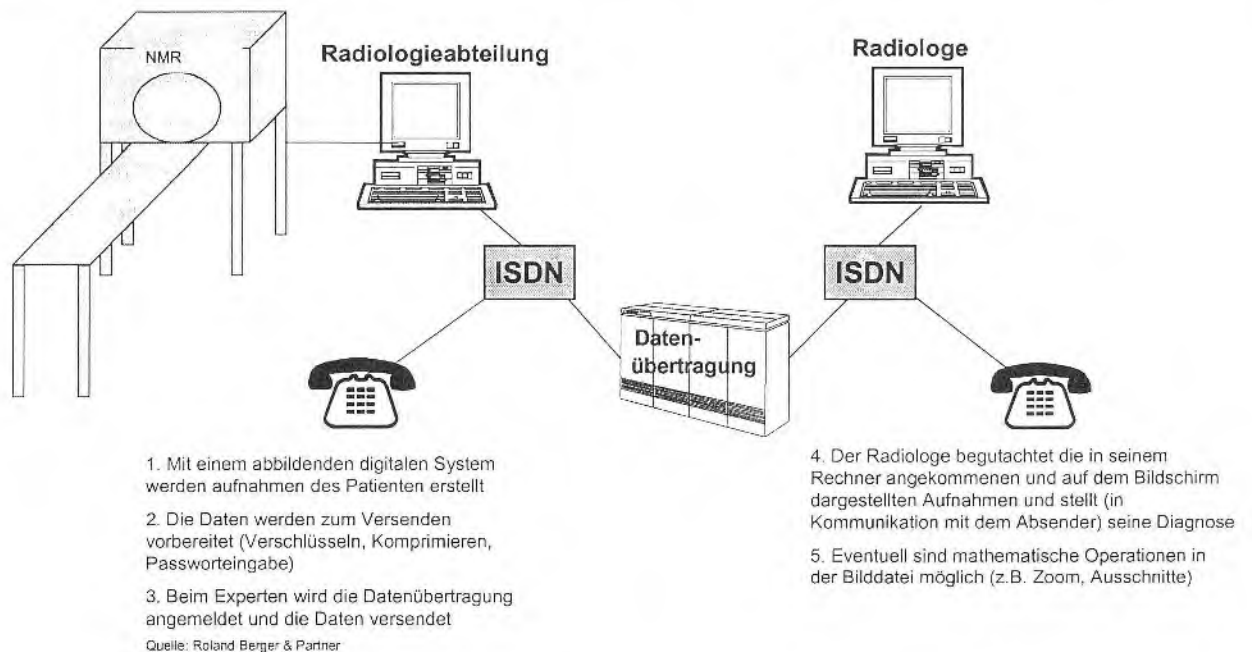 NMR
Radiologieabteilung
Radiologe
ISDN
ISDN
Daten-
übertragung
1. Mit einem abbildenden digitalen System
werden aufnahmen des Patienten erstellt
2. Die Daten werden zum Versenden
vorbereitet (Verschlüsseln, Komprimieren,
Passworteingabe)
3. Beim Experten wird die Datenübertragung
angemeldet und die Daten versendet
Quelle: Roland Berger & Partner
4. Der Radiologe begutachtet die in seinem
Rechner angekommenen und auf dem Bildschirm
dargestellten Aufnahmen und stellt (in
Kommunikation mit dem Absender) seine Diagnose
5. Eventuell sind mathematische Operationen in
der Bilddatei möglich (z.B. Zoom, Ausschnitte)